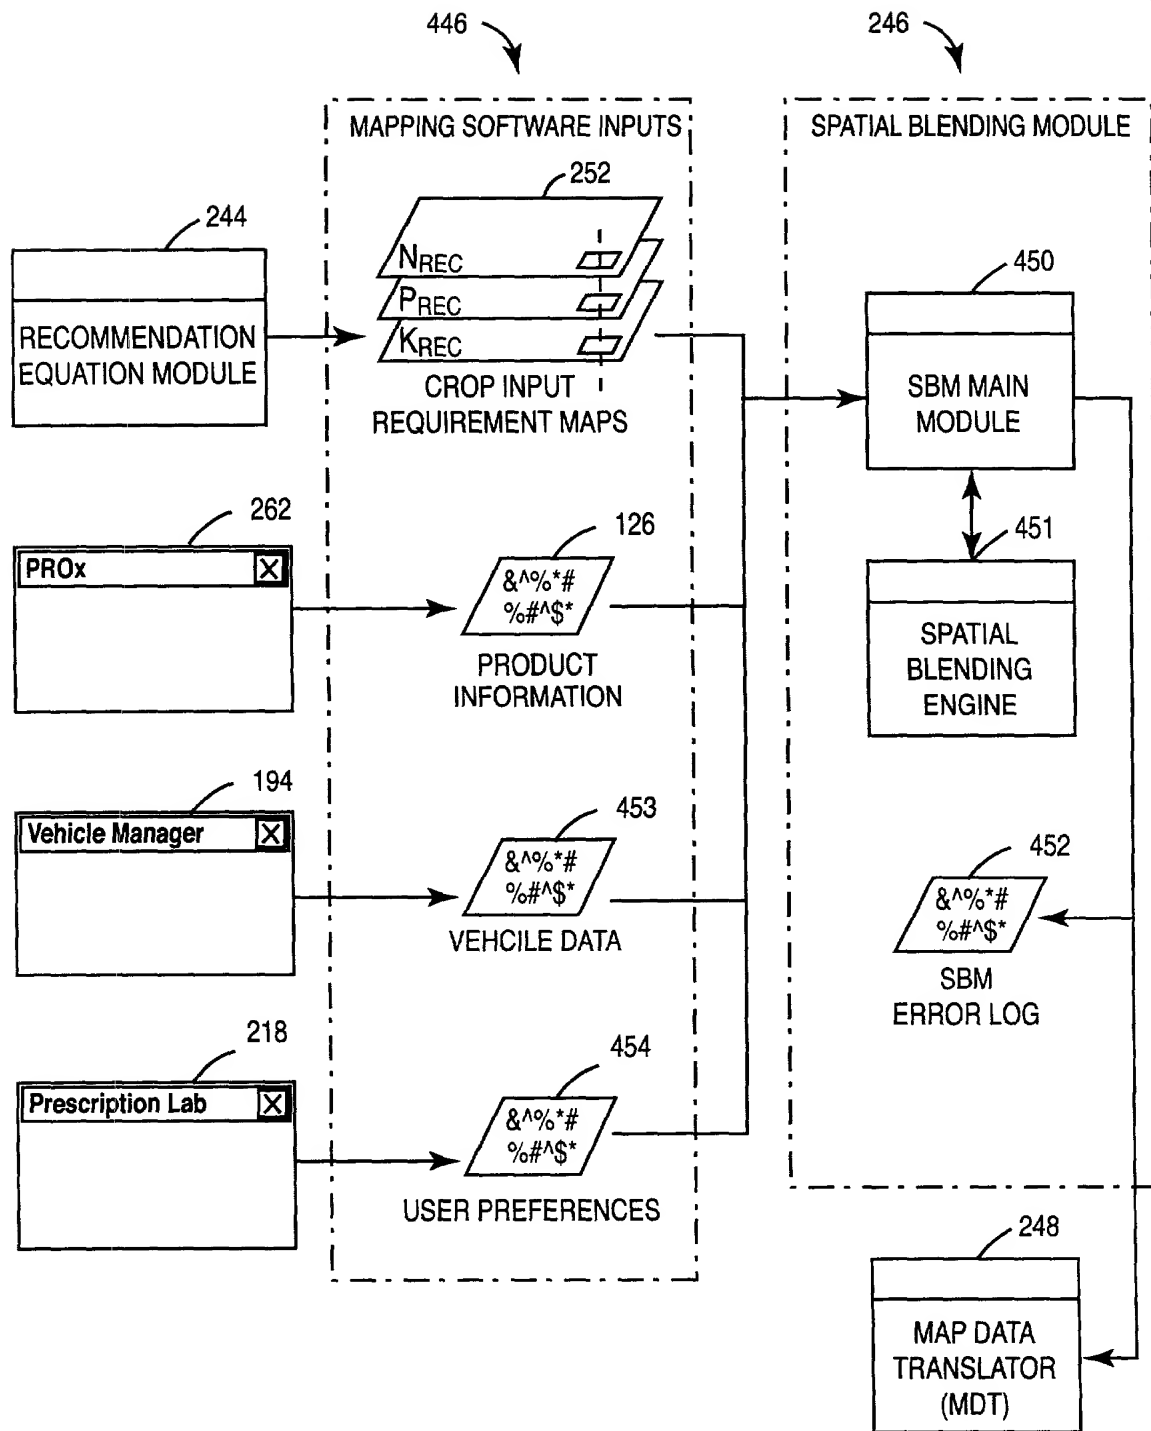 446
246
MAPPING SOFTWARE INPUTS
SPATIAL BLENDING MODULE
252
244
NREC
PREC
KREC
RECOMMENDATION
EQUATION MODULE
CROP INPUT
REQUIREMENT MAPS
450
SBM MAIN
MODULE
262
PROx
X
126
&^%*#
%#^$*
PRODUCT
INFORMATION
451
SPATIAL
BLENDING
ENGINE
194
Vehicle Manager
X
453
&^%*#
%#^$*
VEHCILE DATA
452
&^%*#
%#^$*
SBM
ERROR LOG
218
Prescription Lab
X
454
&^%*#
%#^$*
USER PREFERENCES
248
MAP DATA
TRANSLATOR
(MDT)